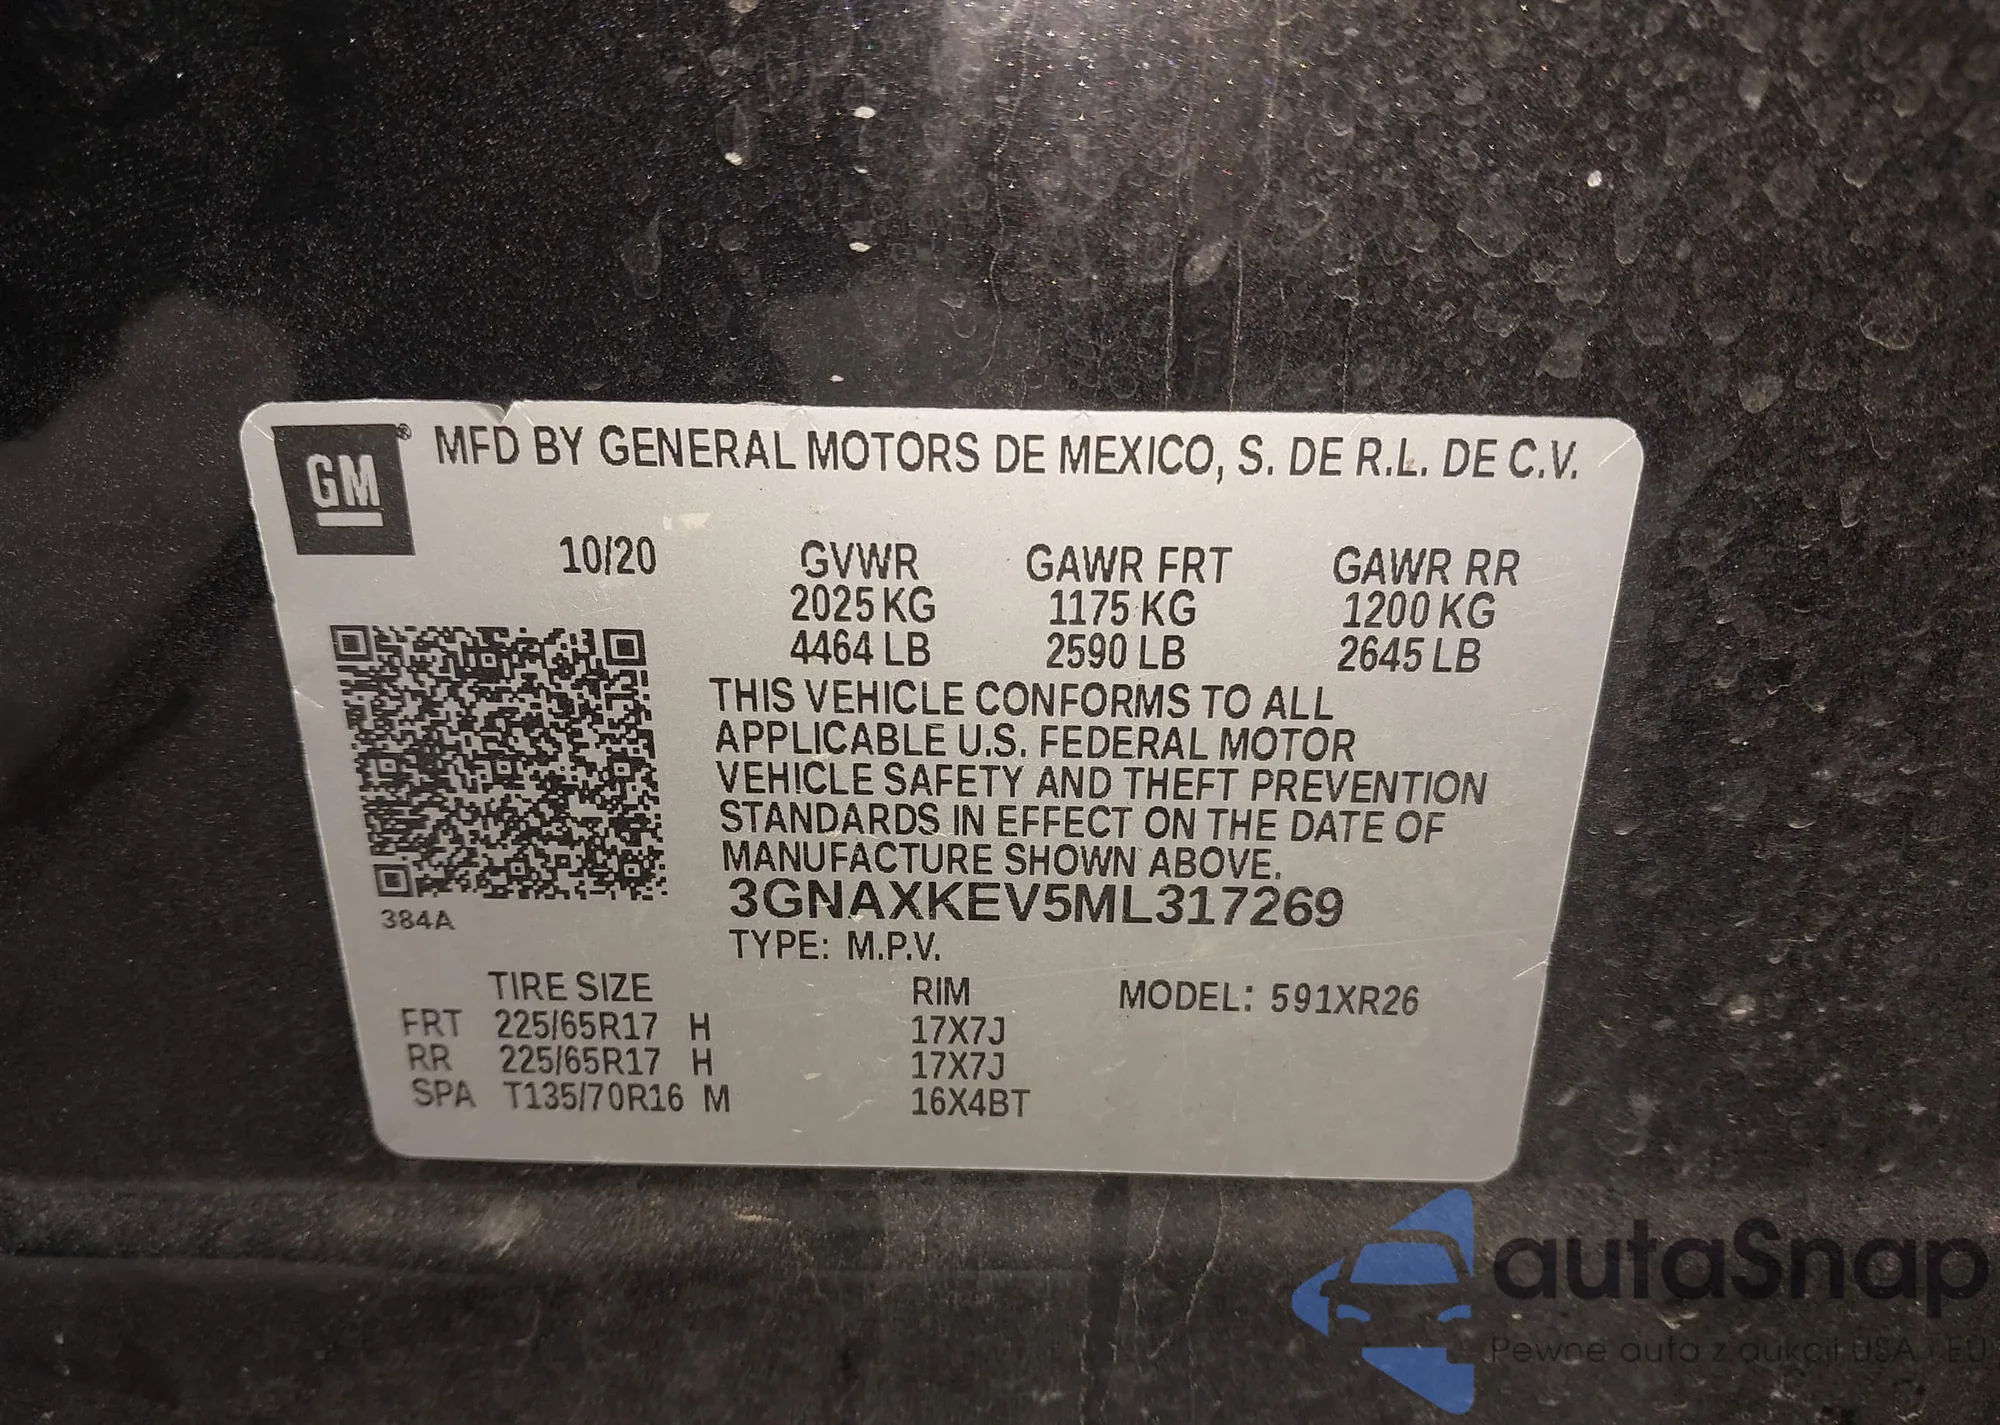 GM ® MFD BY GENERAL MOTORS DE MEXICO, S. DE R.L. DE C.V.
10/20 GVWR GAWR FRT GAWR RR
2025 KG 1175 KG 1200 KG
4464 LB 2590 LB 2645 LB
THIS VEHICLE CONFORMS TO ALL
APPLICABLE U.S. FEDERAL MOTOR
VEHICLE SAFETY AND THEFT PREVENTION
STANDARDS IN EFFECT ON THE DATE OF
MANUFACTURE SHOWN ABOVE.
3GNAXKEV5ML317269
384A
TYPE: M.P.V.
TIRE SIZE RIM MODEL: 591XR26
FRT 225/65R17 H 17X7J
RR 225/65R17 H 17X7J
SPA T135/70R16 M 16X4BT
autaSnap
Pewne auta z aukcji USA i EU